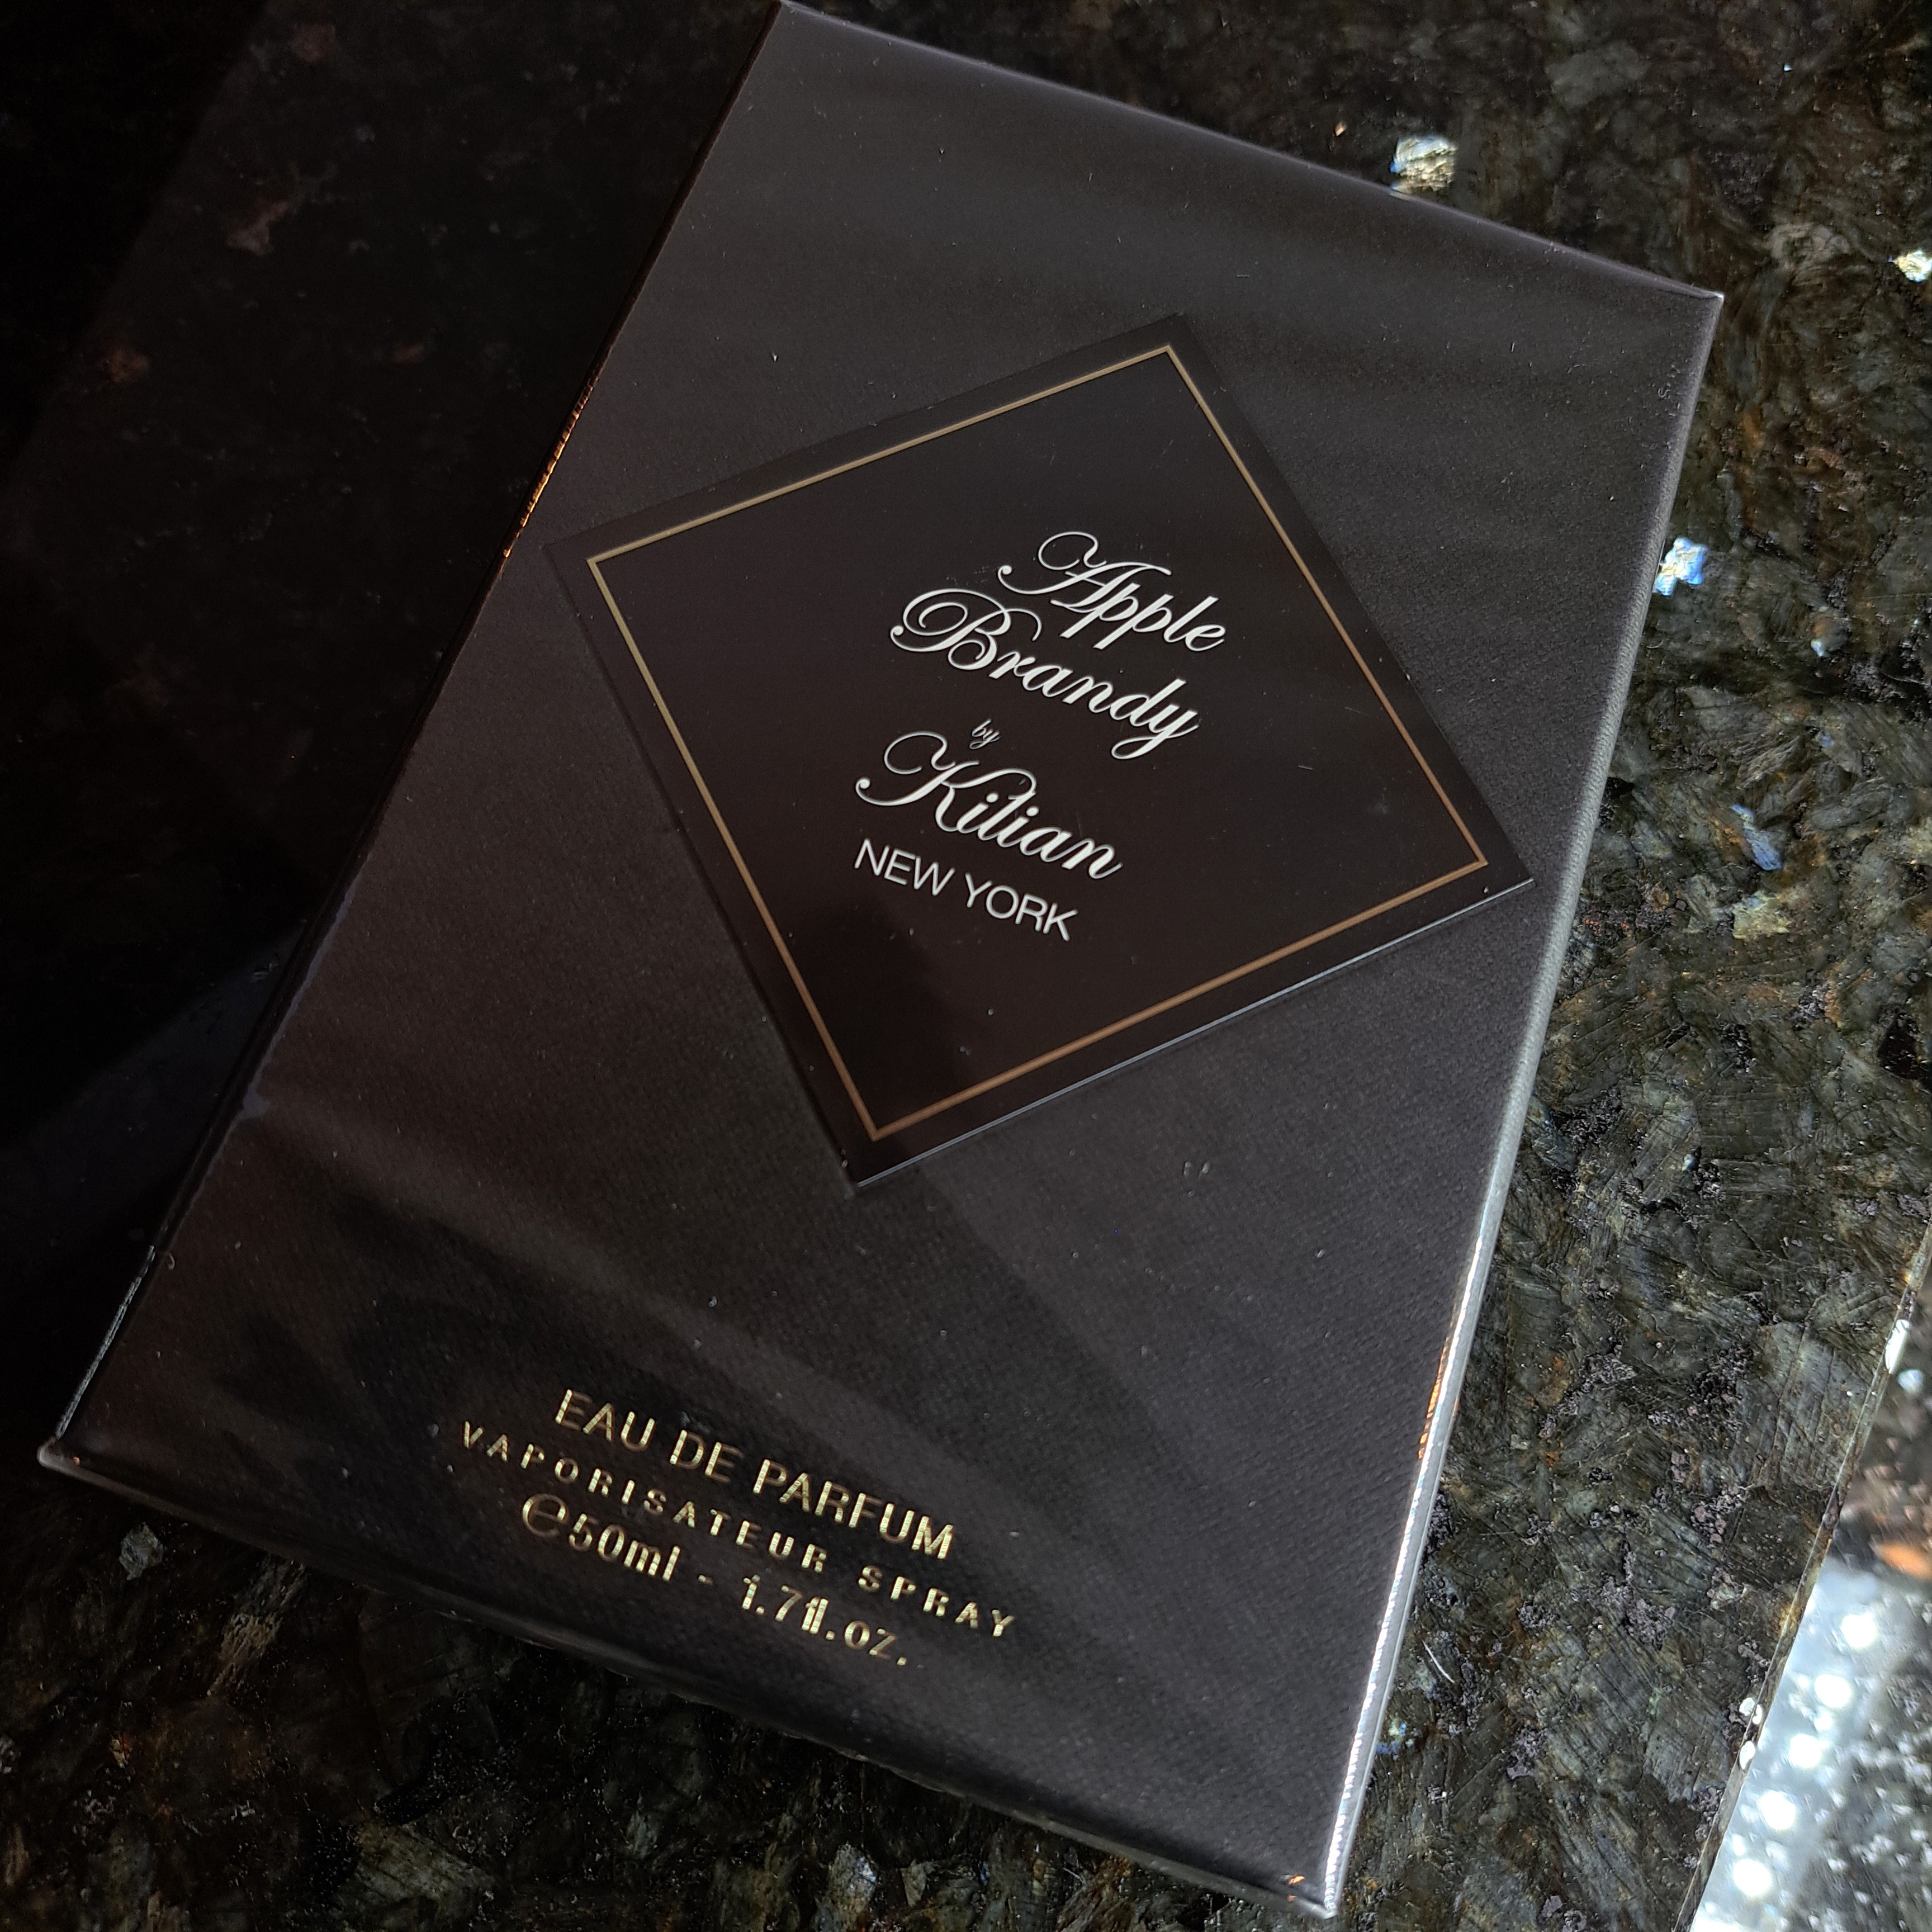 Apple
Brandy
by
Kilian
NEW YORK
EAU DE PARFUM
VAPORISATEUR SPRAY
℮50ml - 1.7fl.oz.